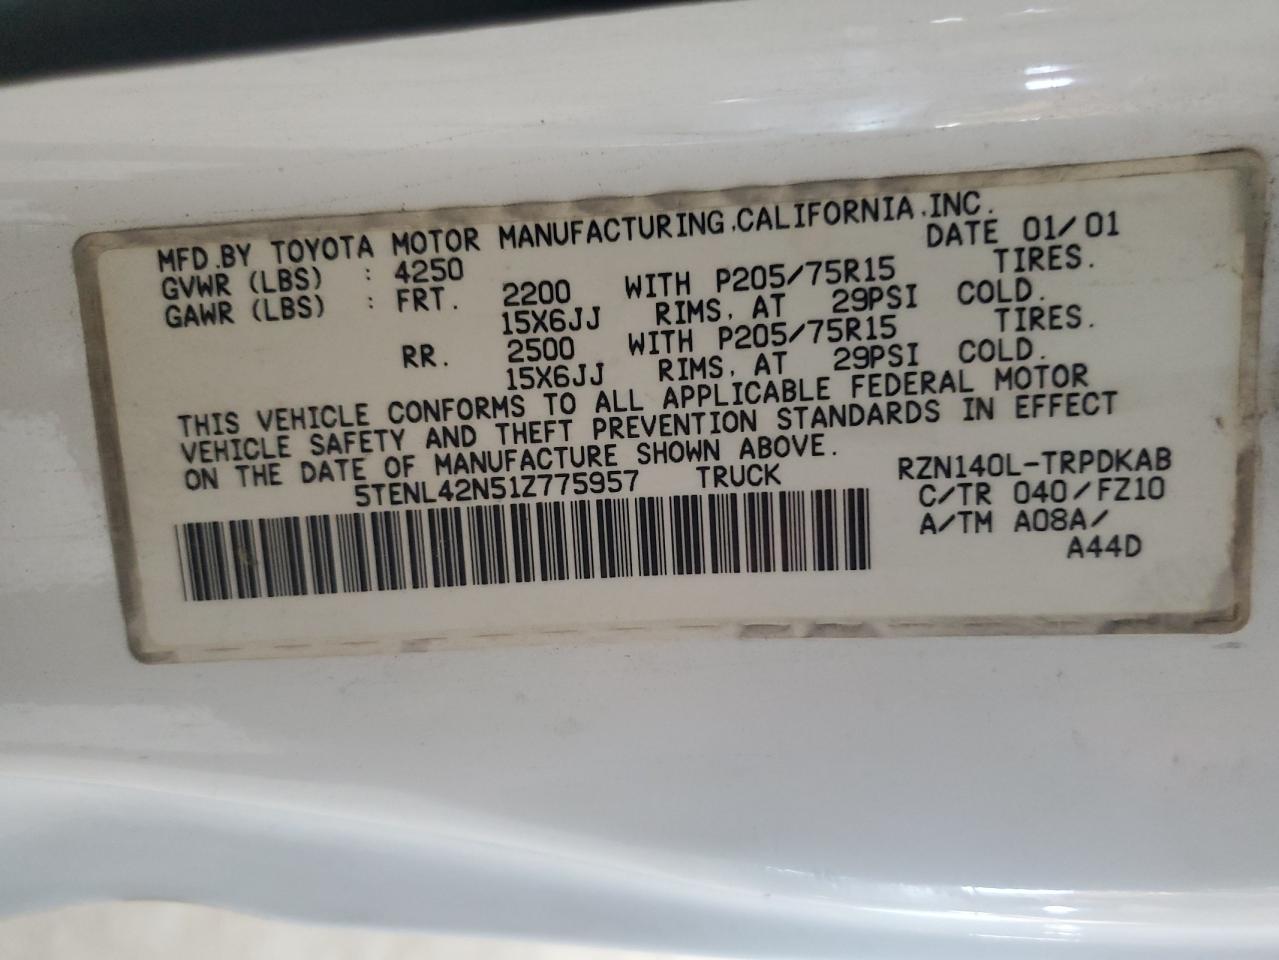 MFD.BY TOYOTA MOTOR MANUFACTURING.CALIFORNIA.INC.
GVWR (LBS) : 4250 DATE 01/01
GAWR (LBS) : FRT. 2200 WITH P205/75R15 TIRES.
15X6JJ RIMS. AT 29PSI COLD.
RR. 2500 WITH P205/75R15 TIRES.
15X6JJ RIMS. AT 29PSI COLD.
THIS VEHICLE CONFORMS TO ALL APPLICABLE FEDERAL MOTOR
VEHICLE SAFETY AND THEFT PREVENTION STANDARDS IN EFFECT
ON THE DATE OF MANUFACTURE SHOWN ABOVE.
5TENL42N51Z775957 TRUCK RZN140L-TRPDKAB
C/TR 040/FZ10
A/TM A08A/
A44D